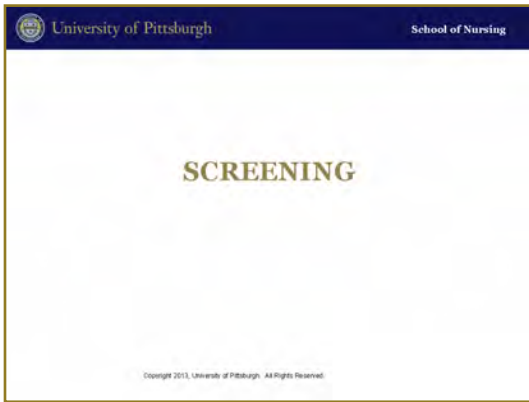 University of Pittsburgh
School of Nursing
SCREENING
Copyright 2013, University of Pittsburgh. All Rights Reserved.